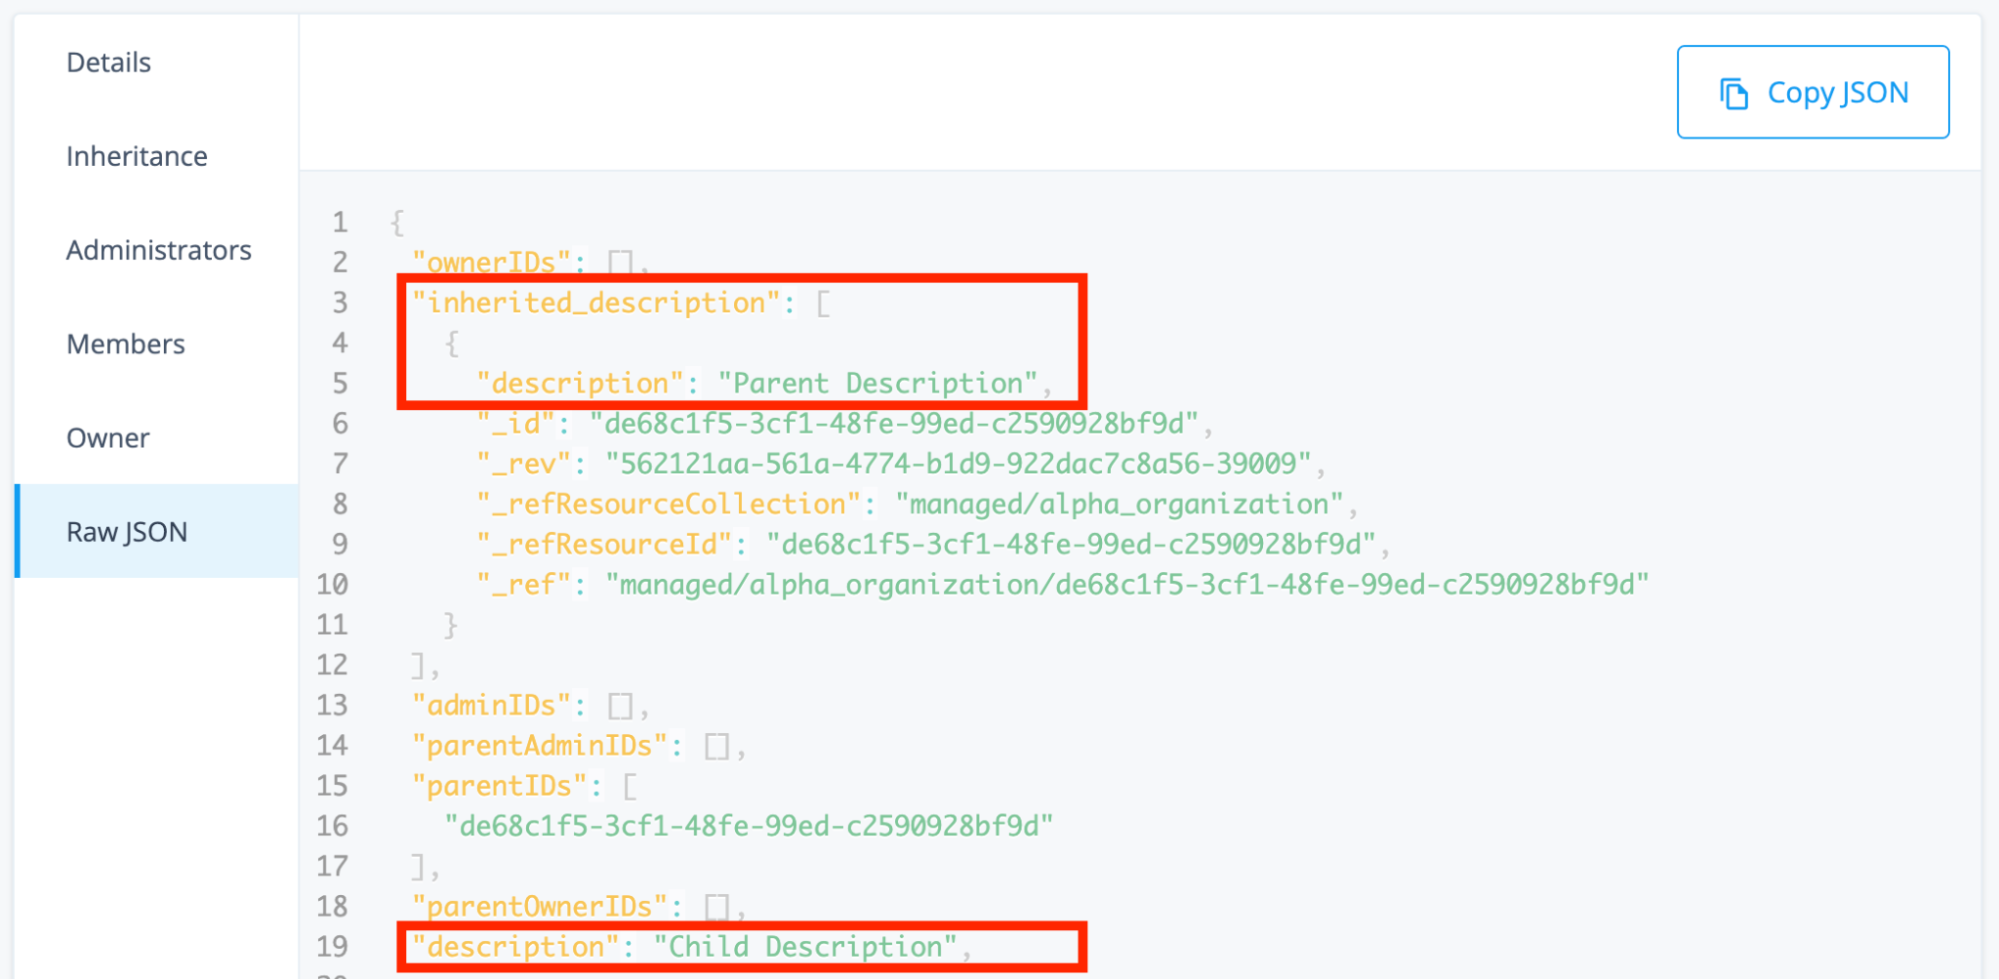 Details
Inheritance
Administrators
Members
Owner
Raw JSON
Copy JSON
1 {
2 "ownerIDs": [],
3 "inherited_description": [
4 {
5 "description": "Parent Description",
6 "_id": "de68c1f5-3cf1-48fe-99ed-c2590928bf9d",
7 "_rev": "562121aa-561a-4774-b1d9-922dac7c8a56-39009",
8 "_refResourceCollection": "managed/alpha_organization",
9 "_refResourceId": "de68c1f5-3cf1-48fe-99ed-c2590928bf9d",
10 "_ref": "managed/alpha_organization/de68c1f5-3cf1-48fe-99ed-c2590928bf9d"
11 }
12 ],
13 "adminIDs": [],
14 "parentAdminIDs": [],
15 "parentIDs": [
16 "de68c1f5-3cf1-48fe-99ed-c2590928bf9d"
17 ],
18 "parentOwnerIDs": [],
19 "description": "Child Description",